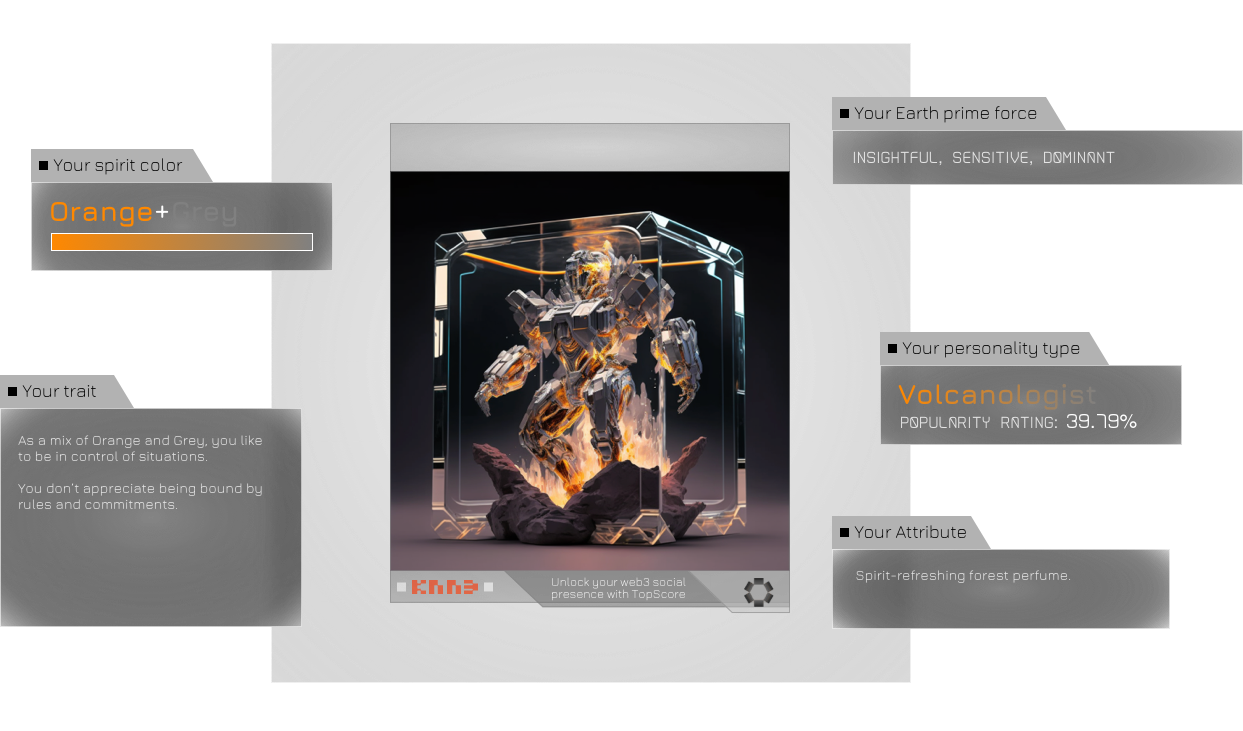 Your spirit color
Orange+Grey
Your trait
As a mix of Orange and Grey, you like
to be in control of situations.
You don't appreciate being bound by
rules and commitments.
KNN3
Unlock your web3 social
presence with TopScore
Your Earth prime force
INSIGHTFUL, SENSITIVE, DOMINANT
Your personality type
Volcanologist
POPULARITY RATING: 39.79%
Your Attribute
Spirit-refreshing forest perfume.